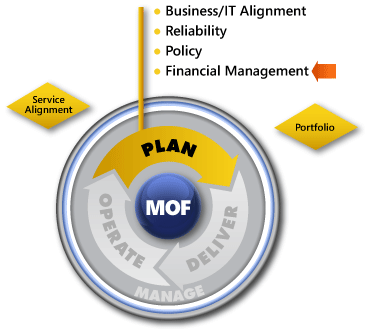 Business/IT Alignment
Reliability
Policy
Financial Management
Service
Alignment
Portfolio
PLAN
OPERATE
MOF
DELIVER
MANAGE